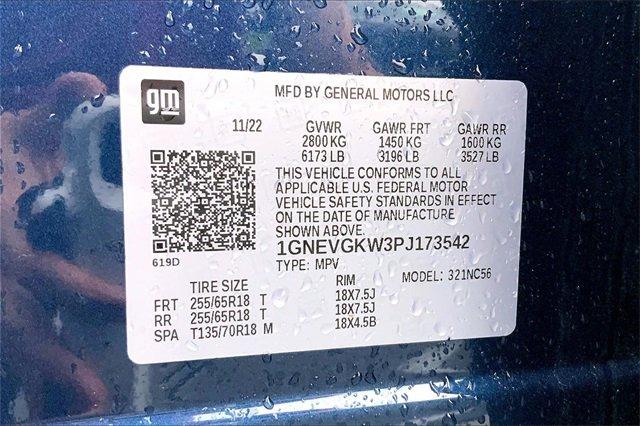 gm
MFD BY GENERAL MOTORS LLC
11/22 GVWR GAWR FRT GAWR RR
2800 KG 1450 KG 1600 KG
6173 LB 3196 LB 3527 LB
THIS VEHICLE CONFORMS TO ALL
APPLICABLE U.S. FEDERAL MOTOR
VEHICLE SAFETY STANDARDS IN EFFECT
ON THE DATE OF MANUFACTURE
SHOWN ABOVE.
1GNEVGKW3PJ173542
619D
TYPE: MPV MODEL: 321NC56
TIRE SIZE RIM
FRT 255/65R18 T 18X7.5J
RR 255/65R18 T 18X7.5J
SPA T135/70R18 M 18X4.5B